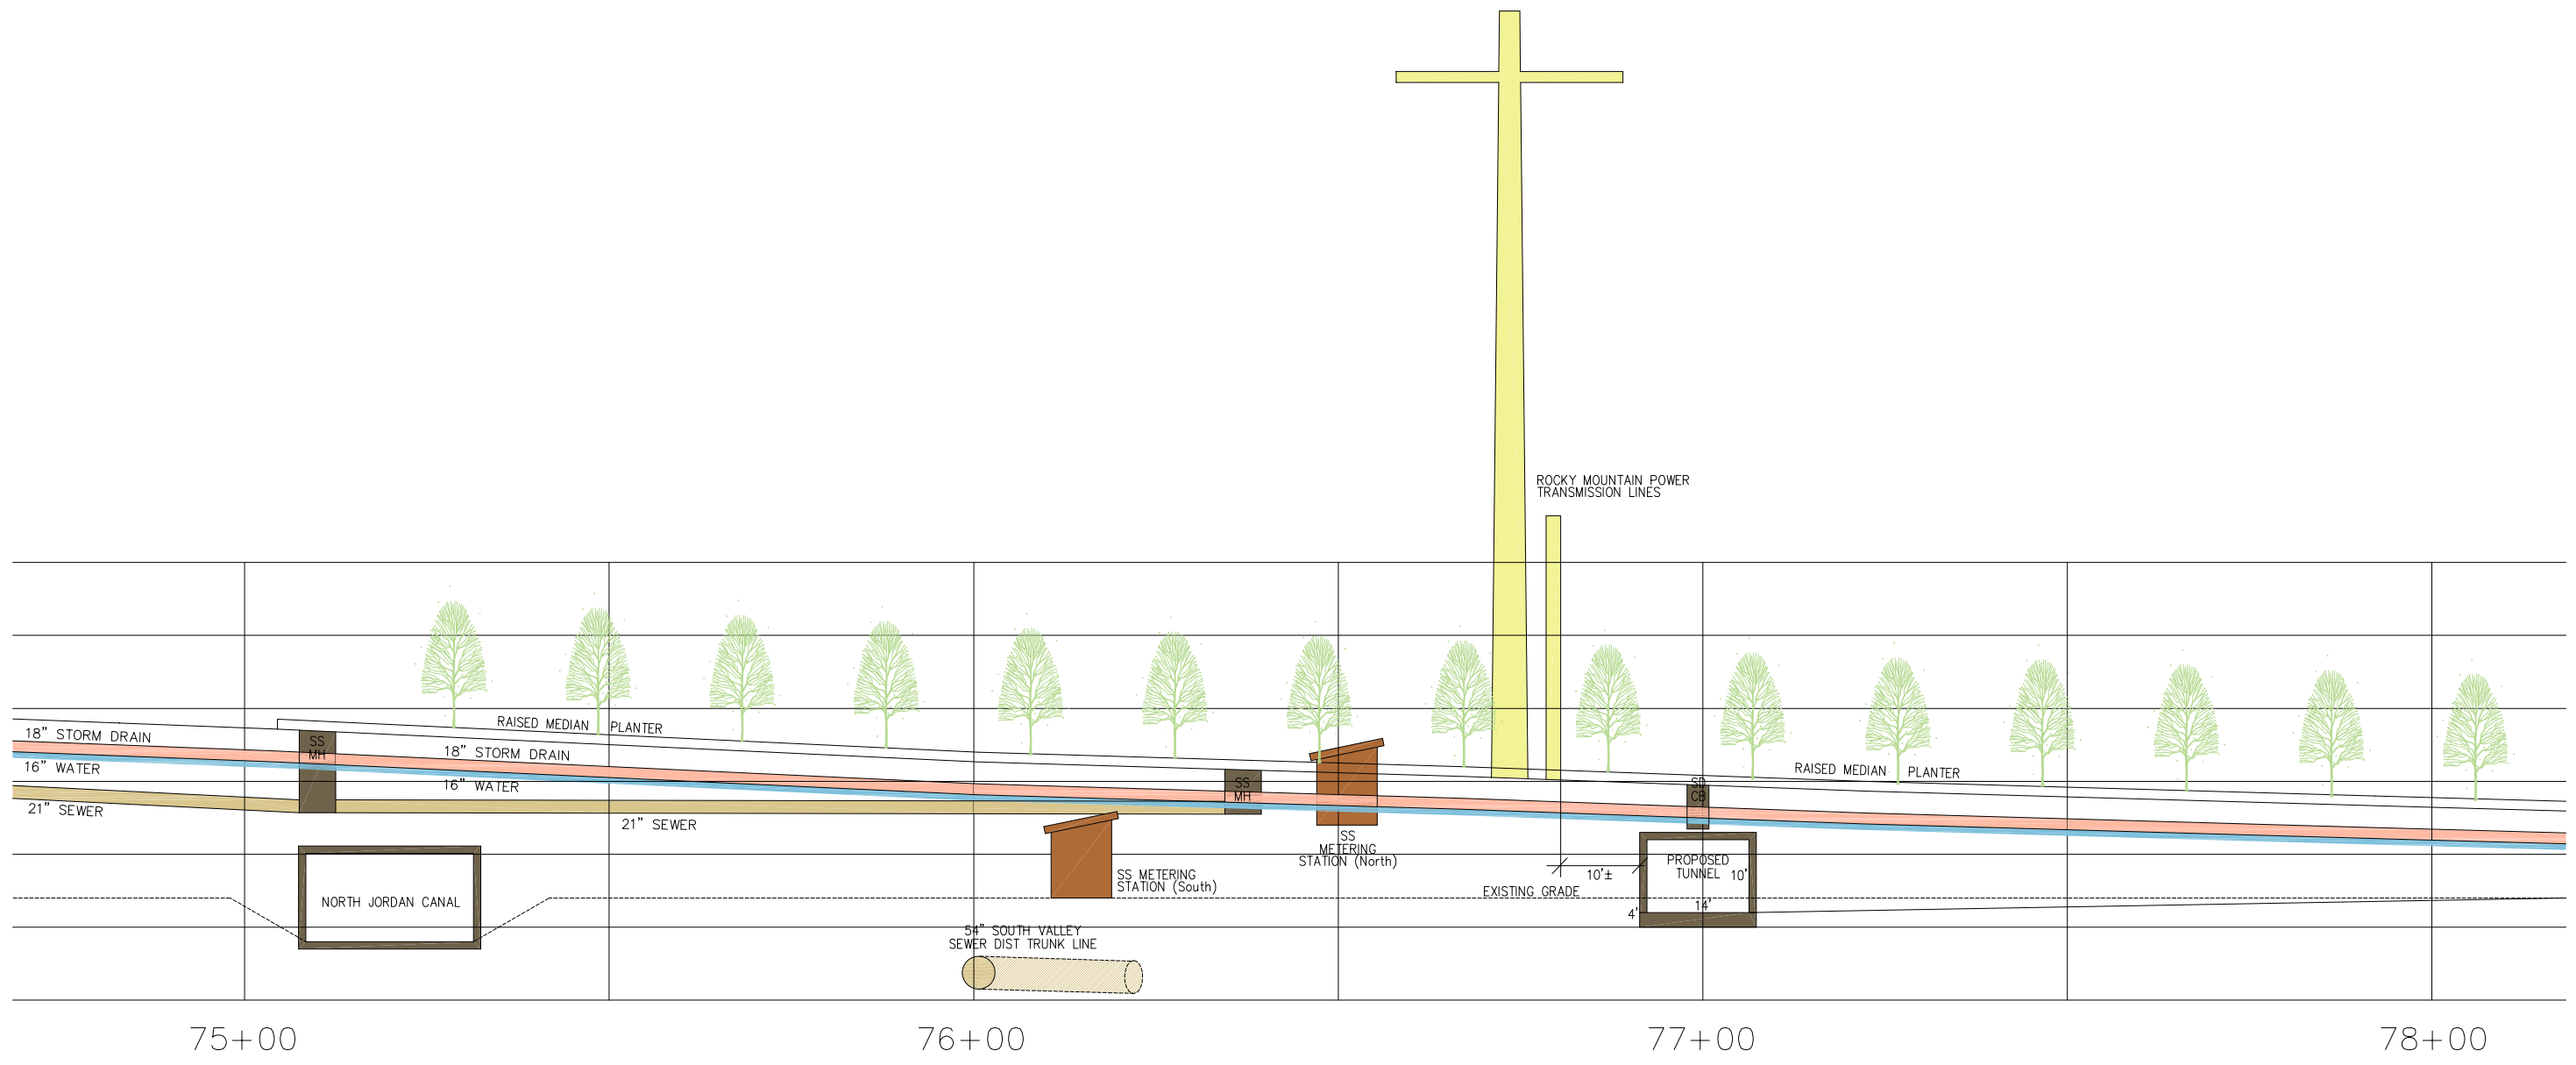 ROCKY MOUNTAIN POWER
TRANSMISSION LINES
RAISED MEDIAN PLANTER
18" STORM DRAIN
SS
MH
18" STORM DRAIN
16" WATER
16" WATER
21" SEWER
21" SEWER
SS
MH
RAISED MEDIAN PLANTER
SD
CB
SS
METERING
STATION (North)
SS METERING
STATION (South)
10'±
PROPOSED
TUNNEL 10'
EXISTING GRADE
14'
4'
NORTH JORDAN CANAL
54" SOUTH VALLEY
SEWER DIST TRUNK LINE
75+00
76+00
77+00
78+00